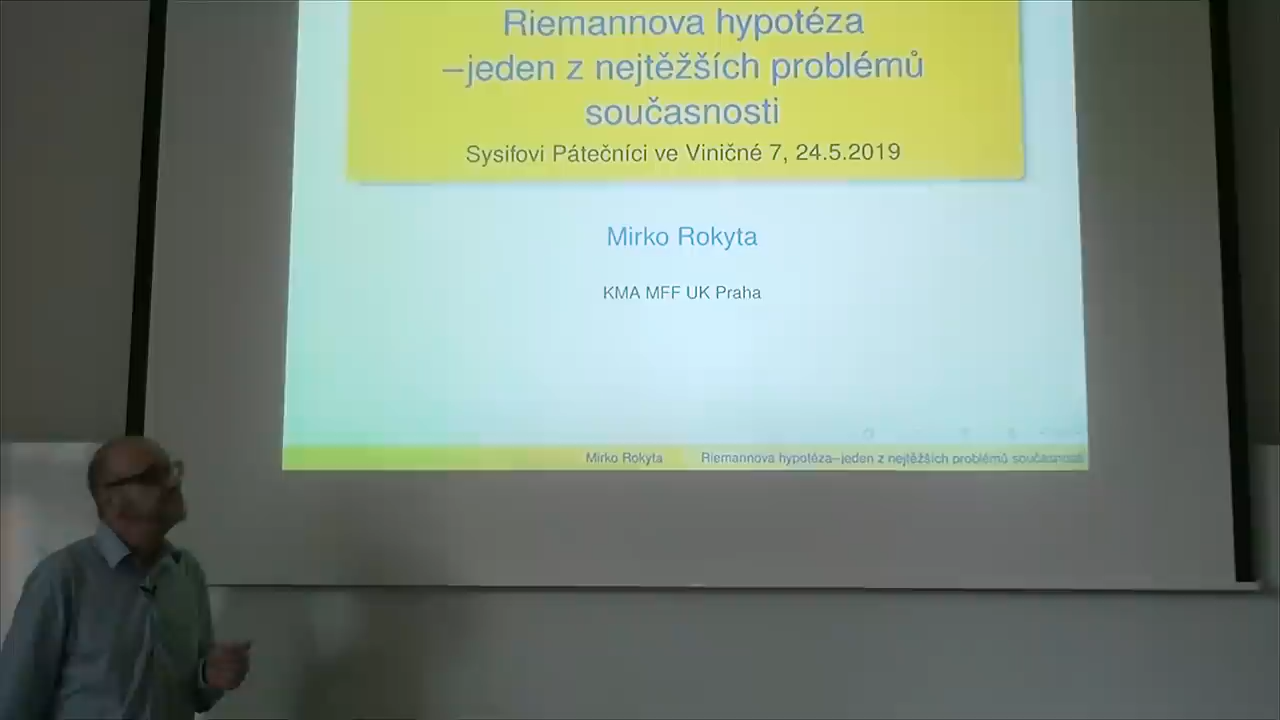 Riemannova hypotéza
–jeden z nejtěžších problémů
současnosti
Sysifovi Pátečníci ve Viničné 7, 24.5.2019
Mirko Rokyta
KMA MFF UK Praha
Mirko Rokyta Riemannova hypotéza–jeden z nejtěžších problémů současnosti